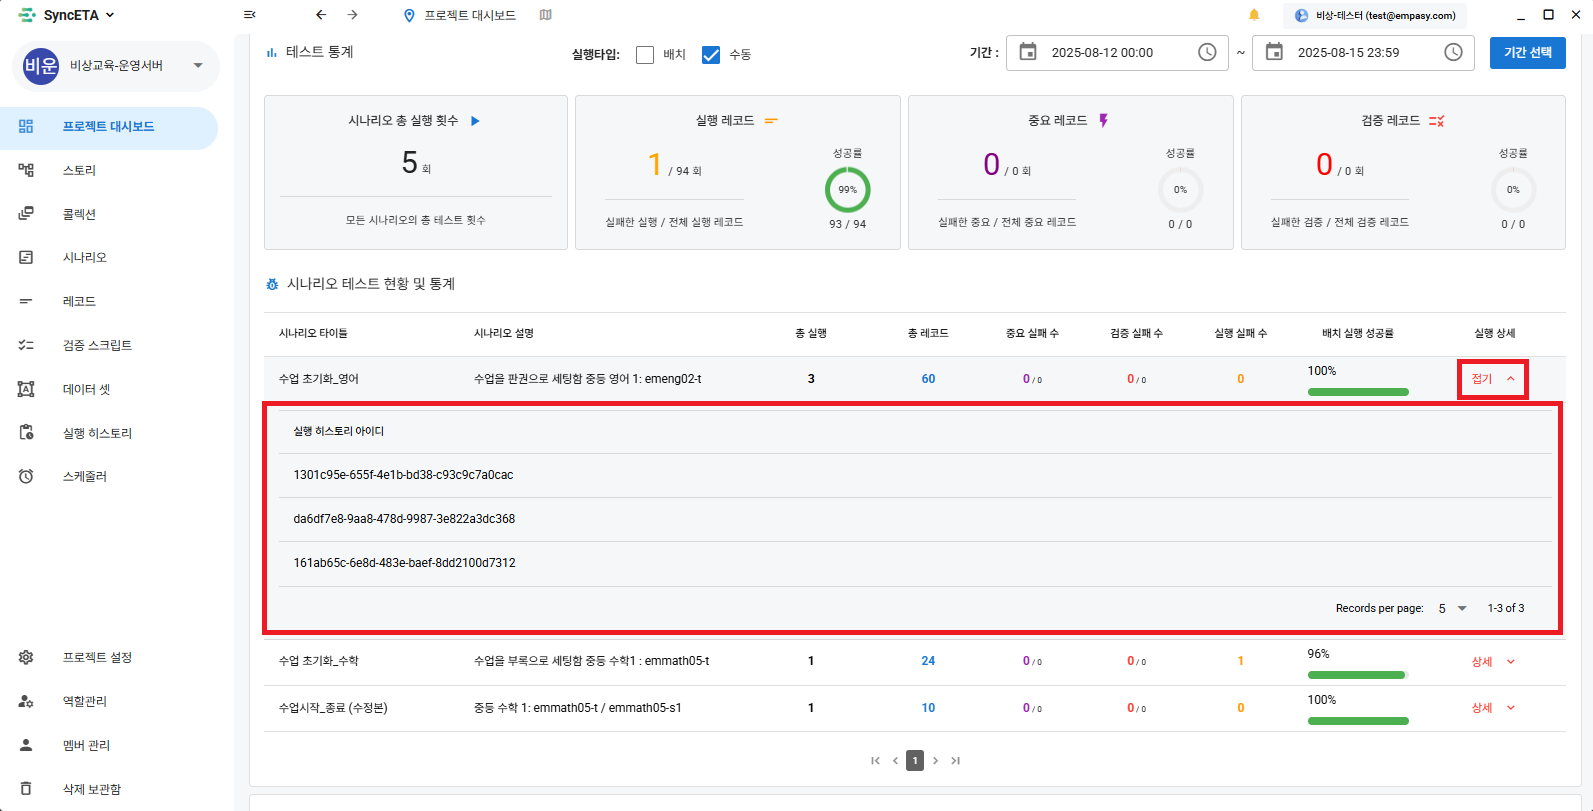 SyncETA
프로젝트 대시보드
비상-테스터 (test@empasy.com)
비운 비상교육-운영서버
프로젝트 대시보드
스토리
콜렉션
시나리오
레코드
검증 스크립트
데이터 셋
실행 히스토리
스케줄러
프로젝트 설정
역할관리
멤버 관리
삭제 보관함
테스트 통계
실행타입: 배치 수동
기간 : 2025-08-12 00:00 ~ 2025-08-15 23:59 기간 선택
시나리오 총 실행 횟수
5 회
모든 시나리오의 총 테스트 횟수
실행 레코드
1 / 94 회
실패한 실행 / 전체 실행 레코드
성공률
99%
93 / 94
중요 레코드
0 / 0 회
실패한 중요 / 전체 중요 레코드
성공률
0%
0 / 0
검증 레코드
0 / 0 회
실패한 검증 / 전체 검증 레코드
성공률
0%
0 / 0
시나리오 테스트 현황 및 통계
시나리오 타이틀 시나리오 설명 총 실행 총 레코드 중요 실패 수 검증 실패 수 실행 실패 수 배치 실행 성공률 실행 상세
수업 초기화_영어 수업을 판권으로 세팅함 중등 영어 1: emeng02-t 3 60 0 / 0 0 / 0 0 100% 접기
실행 히스토리 아이디
1301c95e-655f-4e1b-bd38-c93c9c7a0cac
da6df7e8-9aa8-478d-9987-3e822a3dc368
161ab65c-6e8d-483e-baef-8dd2100d7312
Records per page: 5 1-3 of 3
수업 초기화_수학 수업을 부록으로 세팅함 중등 수학1 : emmath05-t 1 24 0 / 0 0 / 0 1 96% 상세
수업시작_종료 (수정본) 중등 수학 1: emmath05-t / emmath05-s1 1 10 0 / 0 0 / 0 0 100% 상세
1